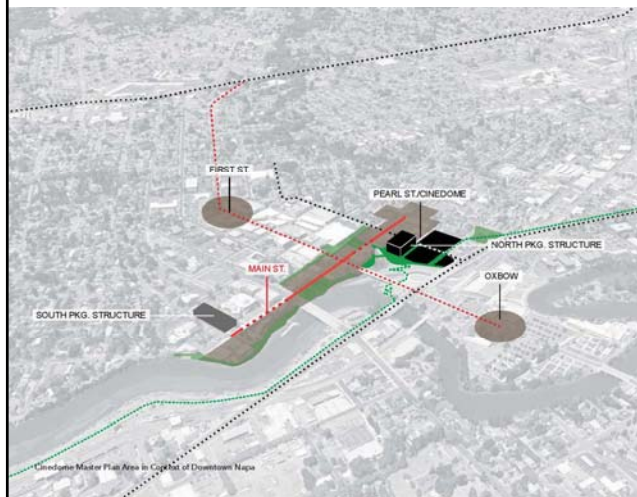 FIRST ST.
PEARL ST./CINEDOME
NORTH PKG. STRUCTURE
MAIN ST.
OXBOW
SOUTH PKG. STRUCTURE
Cinedome Master Plan Area in Context of Downtown Napa